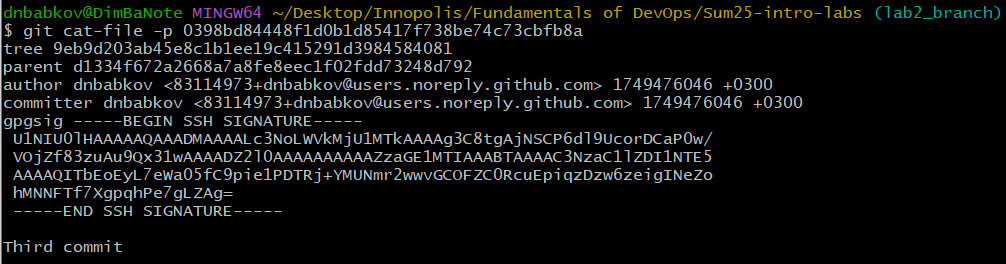 dnbabkov@DimBaNote MINGW64 ~/Desktop/Innopolis/Fundamentals of DevOps/Sum25-intro-labs (lab2_branch)
$ git cat-file -p 0398bd84448f1d0b1d85417f738be74c73cbfb8a
tree 9eb9d203ab45e8c1b1ee19c415291d3984584081
parent d1334f672a2668a7a8fe8eec1f02fdd73248d792
author dnbabkov <83114973+dnbabkov@users.noreply.github.com> 1749476046 +0300
committer dnbabkov <83114973+dnbabkov@users.noreply.github.com> 1749476046 +0300
gpgsig -----BEGIN SSH SIGNATURE-----
 U1NIU0lHAAAAAQAAADMAAAALc3NoLWVkMjU1MTkAAAAg3C8tgAjNSCP6dl9UcorDCaP0w/
 VOjZf83zuAu9Qx31wAAAADZ2l0AAAAAAAAAAZzaGE1MTIAAABTAAAAC3NzaC1lZDI1NTE5
 AAAAQITbEoEyL7eWa05fC9pie1PDTRj+YMUNmr2wwvGCOFZC0RcuEpiqzDzw6zeigINeZo
 hMNNFTf7XgpqhPe7gLZAg=
 -----END SSH SIGNATURE-----
Third commit